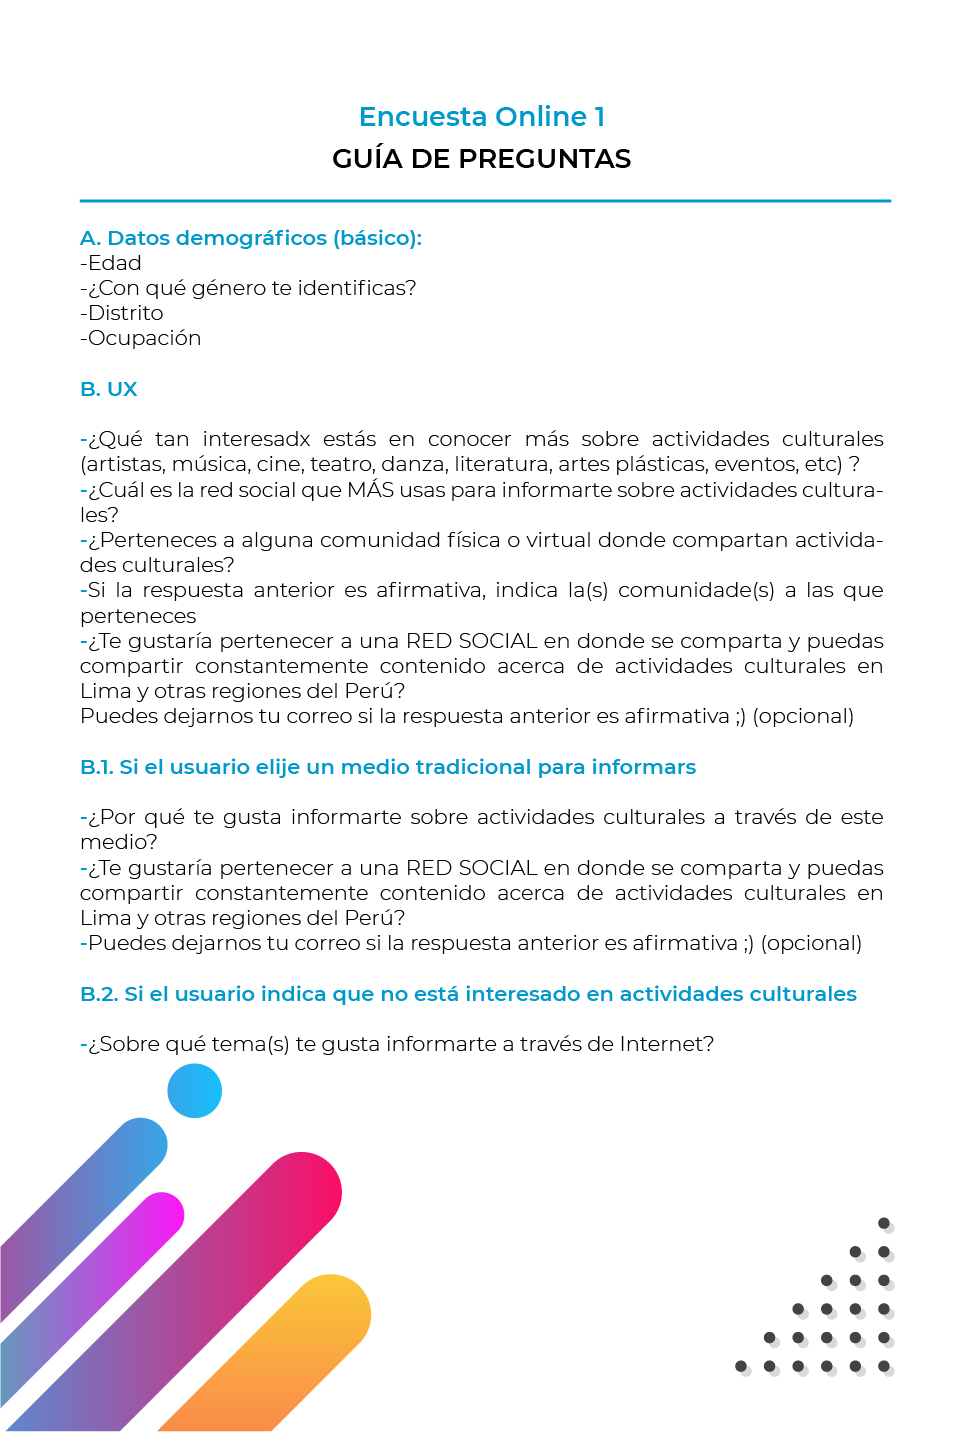 Encuesta Online 1
GUÍA DE PREGUNTAS
A. Datos demográficos (básico):
-Edad
-¿Con qué género te identificas?
-Distrito
-Ocupación
B. UX
-¿Qué tan interesadx estás en conocer más sobre actividades culturales
(artistas, música, cine, teatro, danza, literatura, artes plásticas, eventos, etc) ?
-¿Cuál es la red social que MÁS usas para informarte sobre actividades cultura-
les?
-¿Perteneces a alguna comunidad física o virtual donde compartan activida-
des culturales?
-Si la respuesta anterior es afirmativa, indica la(s) comunidade(s) a las que
perteneces
-¿Te gustaría pertenecer a una RED SOCIAL en donde se comparta y puedas
compartir constantemente contenido acerca de actividades culturales en
Lima y otras regiones del Perú?
Puedes dejarnos tu correo si la respuesta anterior es afirmativa ;) (opcional)
B.1. Si el usuario elije un medio tradicional para informars
-¿Por qué te gusta informarte sobre actividades culturales a través de este
medio?
-¿Te gustaría pertenecer a una RED SOCIAL en donde se comparta y puedas
compartir constantemente contenido acerca de actividades culturales en
Lima y otras regiones del Perú?
-Puedes dejarnos tu correo si la respuesta anterior es afirmativa ;) (opcional)
B.2. Si el usuario indica que no está interesado en actividades culturales
-¿Sobre qué tema(s) te gusta informarte a través de Internet?